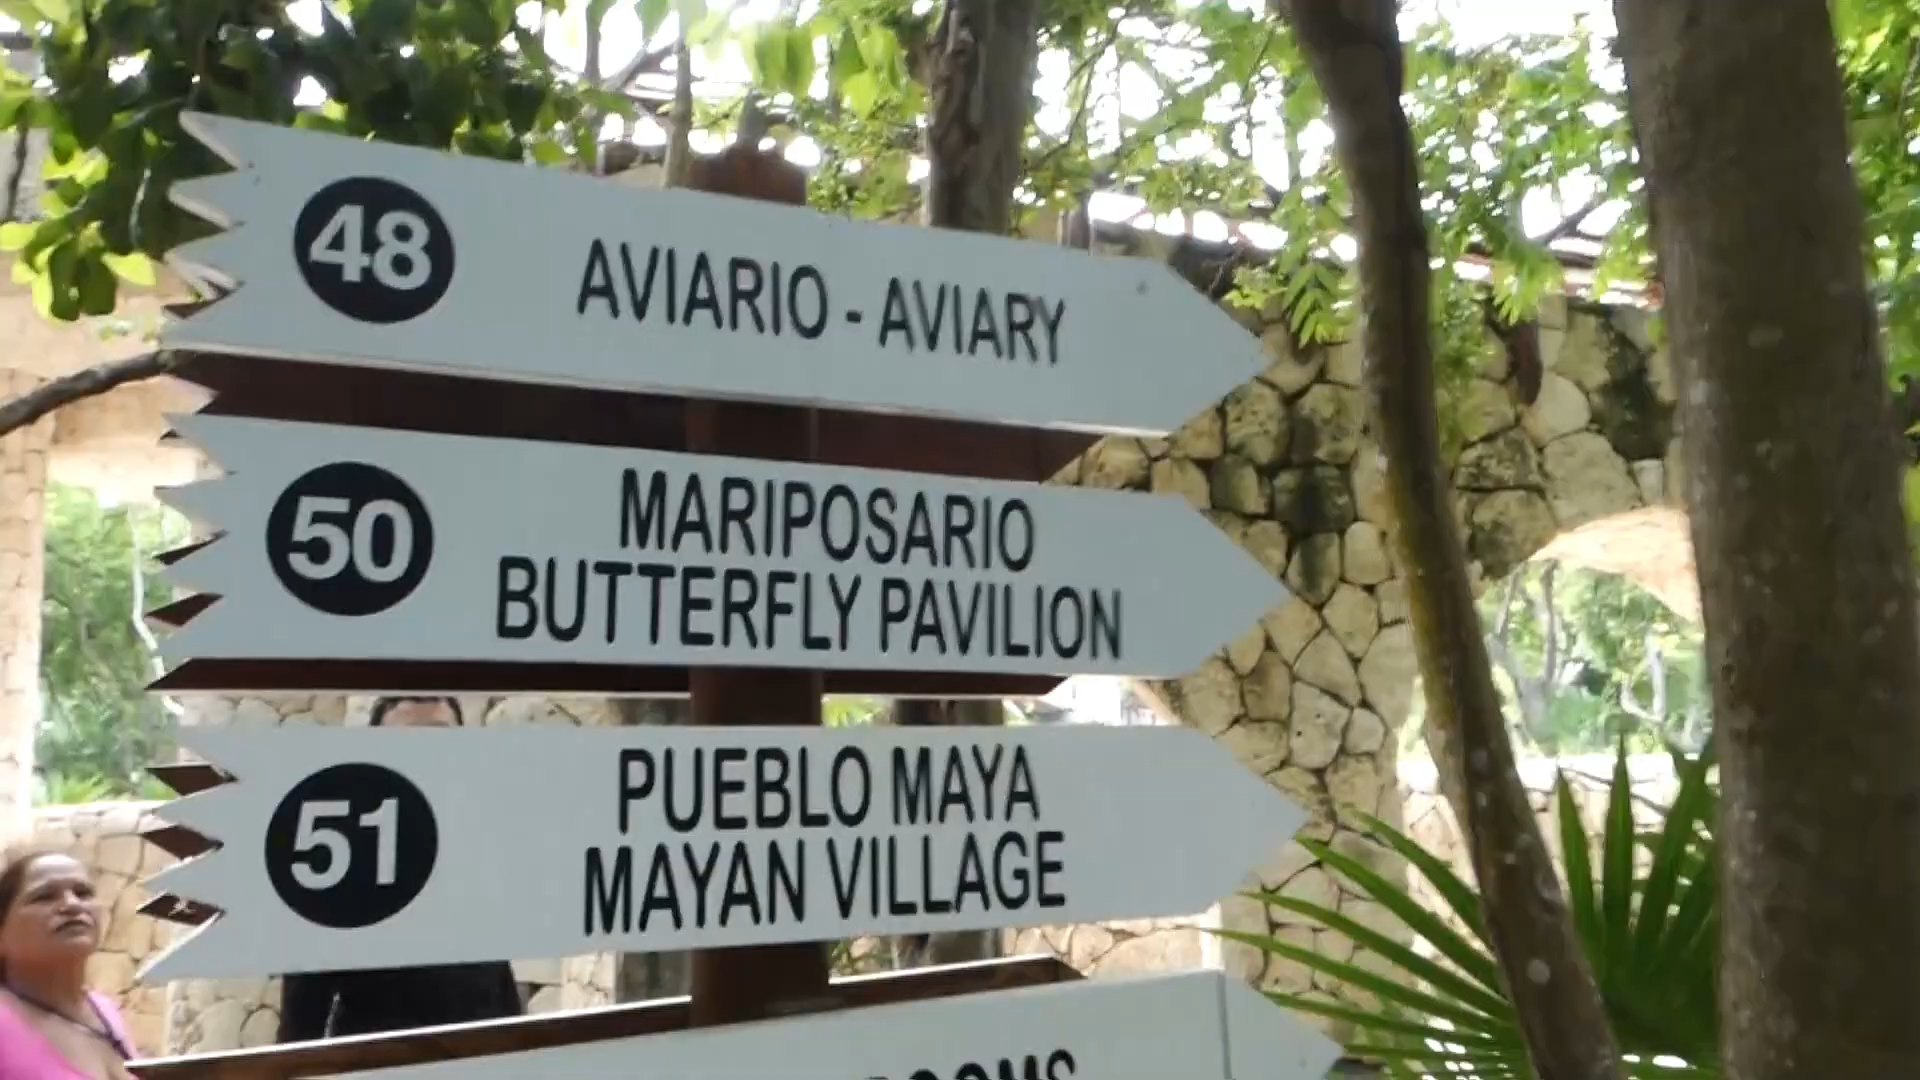 48 AVIARIO - AVIARY
50 MARIPOSARIO
BUTTERFLY PAVILION
51 PUEBLO MAYA
MAYAN VILLAGE